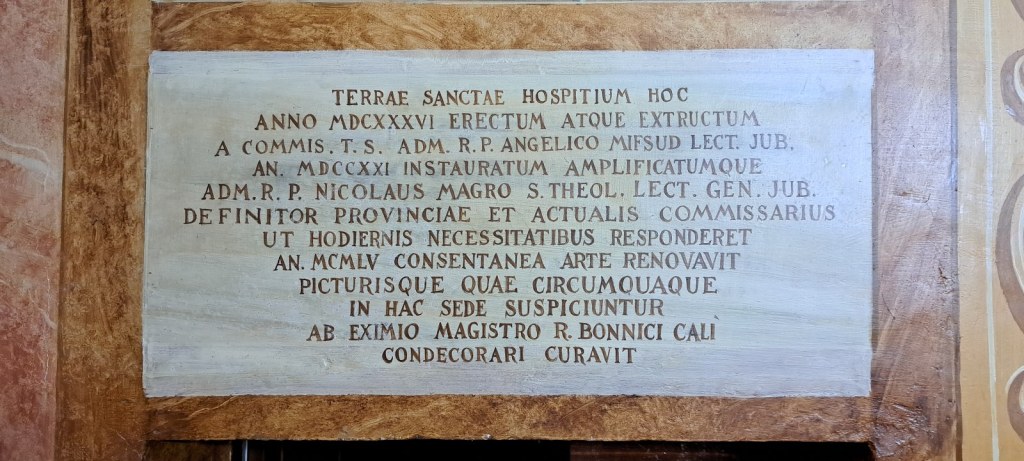 TERRAE SANCTAE HOSPITIUM HOC
ANNO MDCXXXVI ERECTUM ATQUE EXTRUCTUM
A COMMIS. T. S. ADM. R. P. ANGELICO MIFSUD LECT. JUB.
AN. MDCCXXI INSTAURATUM AMPLIFICATUMQUE
ADM. R. P. NICOLAUS MAGRO S. THEOL. LECT. GEN. JUB.
DEFINITOR PROVINCIAE ET ACTUALIS COMMISSARIUS
UT HODIERNIS NECESSITATIBUS RESPONDERET
AN. MCMLV CONSENTANEA ARTE RENOVAVIT
PICTURISQUE QUAE CIRCUMQUAQUE
IN HAC SEDE SUSPICIUNTUR
AB EXIMIO MAGISTRO R. BONNICI CALÌ
CONDECORARI CURAVIT